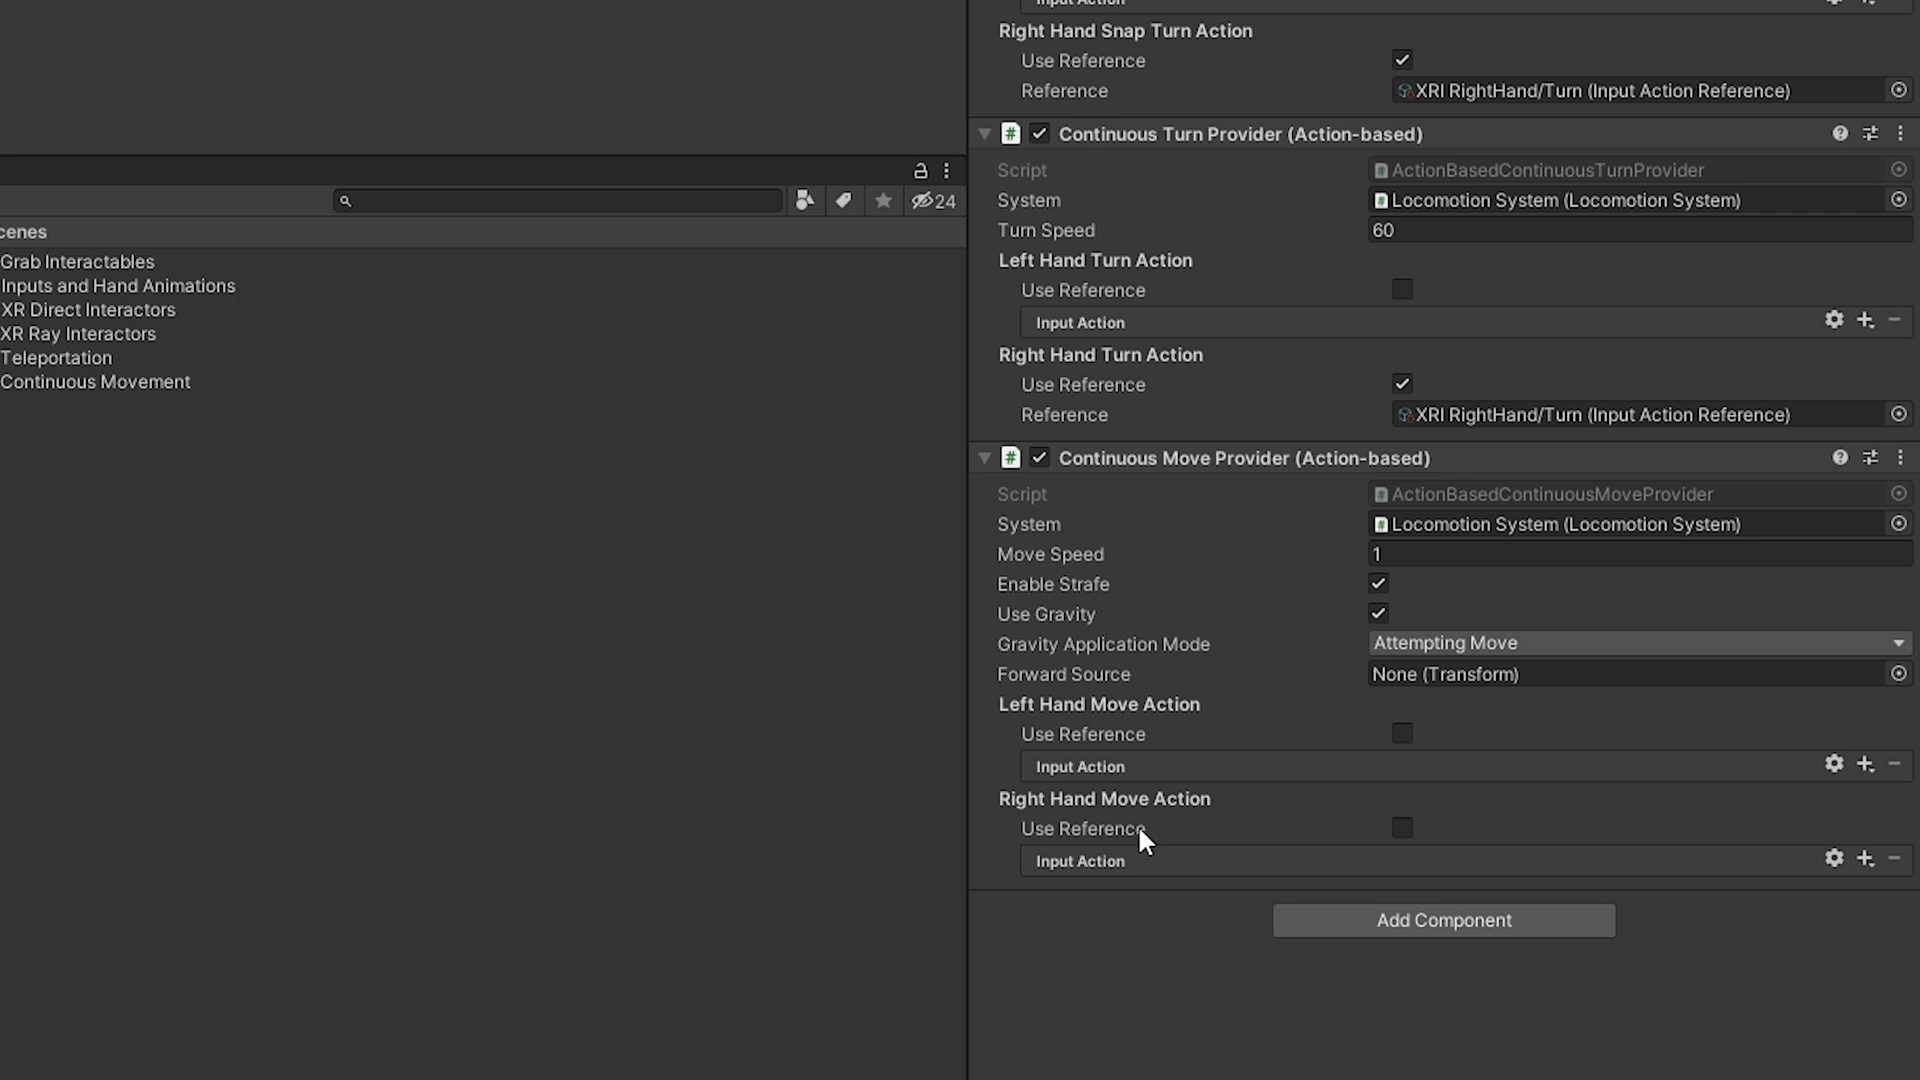 Input Action
Right Hand Snap Turn Action
Use Reference
Reference XRI RightHand/Turn (Input Action Reference)
Continuous Turn Provider (Action-based)
Script ActionBasedContinuousTurnProvider
System Locomotion System (Locomotion System)
Turn Speed 60
Left Hand Turn Action
Use Reference
Input Action
Right Hand Turn Action
Use Reference
Reference XRI RightHand/Turn (Input Action Reference)
Continuous Move Provider (Action-based)
Script ActionBasedContinuousMoveProvider
System Locomotion System (Locomotion System)
Move Speed 1
Enable Strafe
Use Gravity
Gravity Application Mode Attempting Move
Forward Source None (Transform)
Left Hand Move Action
Use Reference
Input Action
Right Hand Move Action
Use Reference
Input Action
Add Component
24
cenes
Grab Interactables
Inputs and Hand Animations
XR Direct Interactors
XR Ray Interactors
Teleportation
Continuous Movement